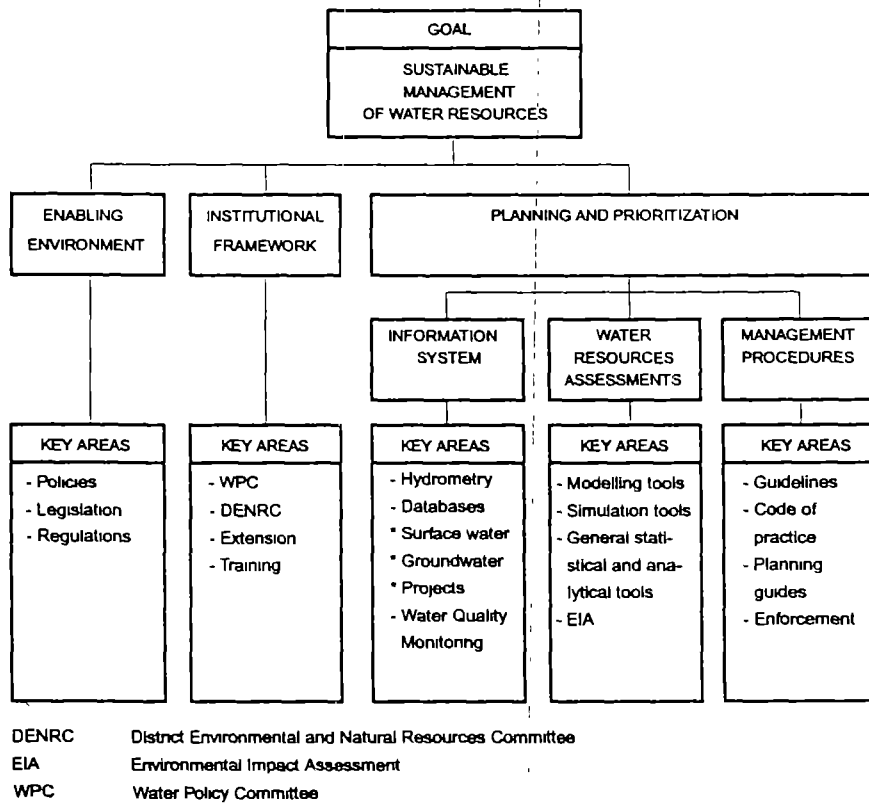 GOAL
SUSTAINABLE
MANAGEMENT
OF WATER RESOURCES
ENABLING
ENVIRONMENT
INSTITUTIONAL
FRAMEWORK
PLANNING AND PRIORITIZATION
INFORMATION
SYSTEM
WATER
RESOURCES
ASSESSMENTS
MANAGEMENT
PROCEDURES
KEY AREAS
- Policies
- Legislation
- Regulations
KEY AREAS
- WPC
- DENRC
- Extension
- Training
KEY AREAS
- Hydrometry
- Databases
* Surface water
* Groundwater
* Projects
- Water Quality
Monitoring
KEY AREAS
- Modelling tools
- Simulation tools
- General stati-
stical and ana-
lytical tools
- EIA
KEY AREAS
- Guidelines
- Code of
practice
- Planning
guides
- Enforcement
DENRC District Environmental and Natural Resources Committee
EIA Environmental Impact Assessment
WPC Water Policy Committee